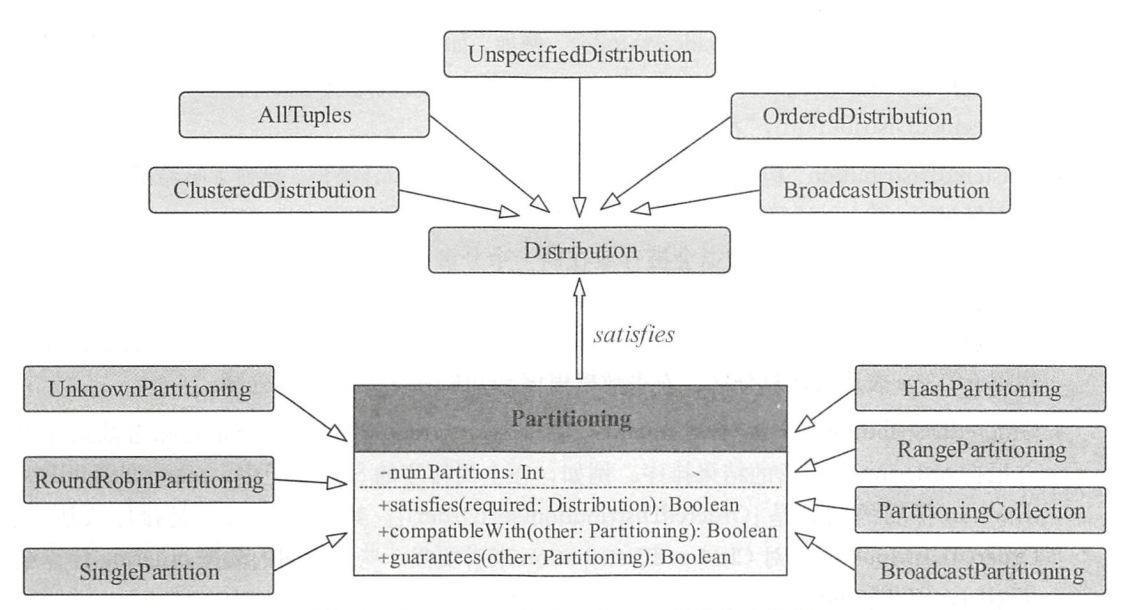 UnspecifiedDistribution
AllTuples
OrderedDistribution
ClusteredDistribution
BroadcastDistribution
Distribution
satisfies
UnknownPartitioning
HashPartitioning
Partitioning
RangePartitioning
-numPartitions: Int
RoundRobinPartitioning
+satisfies(required: Distribution): Boolean
PartitioningCollection
+compatibleWith(other: Partitioning): Boolean
+guarantees(other: Partitioning): Boolean
SinglePartition
BroadcastPartitioning